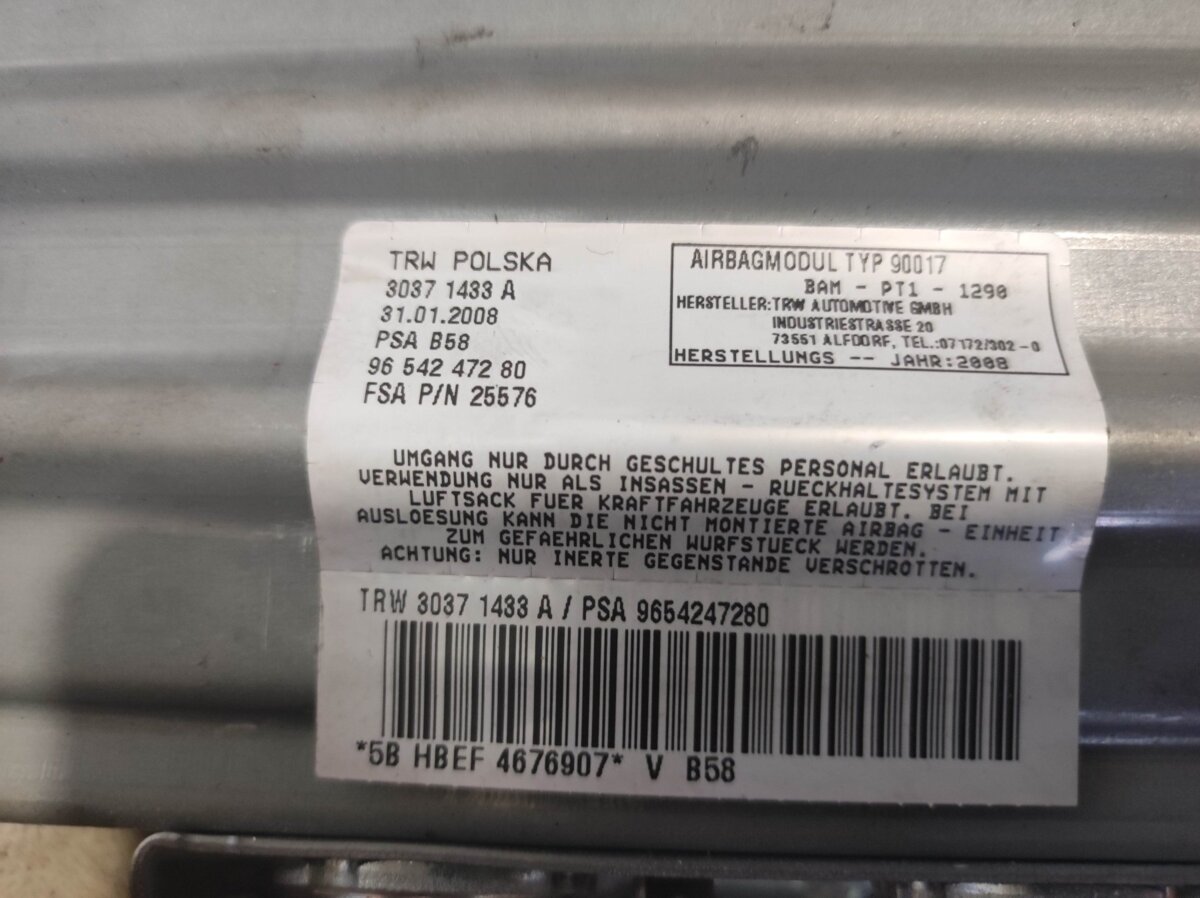 TRW POLSKA
3037 1433 A
31.01.2008
PSA B58
96 542 472 80
FSA P/N 25576
AIRBAGMODUL TYP 90017
BAM - PT1 - 1290
HERSTELLER:TRW AUTOMOTIVE GMBH
INDUSTRIESTRASSE 20
73551 ALFDORF, TEL.:07172/302-0
HERSTELLUNGS -- JAHR:2008
UMGANG NUR DURCH GESCHULTES PERSONAL ERLAUBT.
VERWENDUNG NUR ALS INSASSEN - RUECKHALTESYSTEM MIT
LUFTSACK FUER KRAFTFAHRZEUGE ERLAUBT. BEI
AUSLOESUNG KANN DIE NICHT MONTIERTE AIRBAG - EINHEIT
ZUM GEFAEHRLICHEN WURFSTUECK WERDEN.
ACHTUNG: NUR INERTE GEGENSTANDE VERSCHROTTEN.
TRW 3037 1433 A / PSA 9654247280
*5B HBEF 4676907* V B58